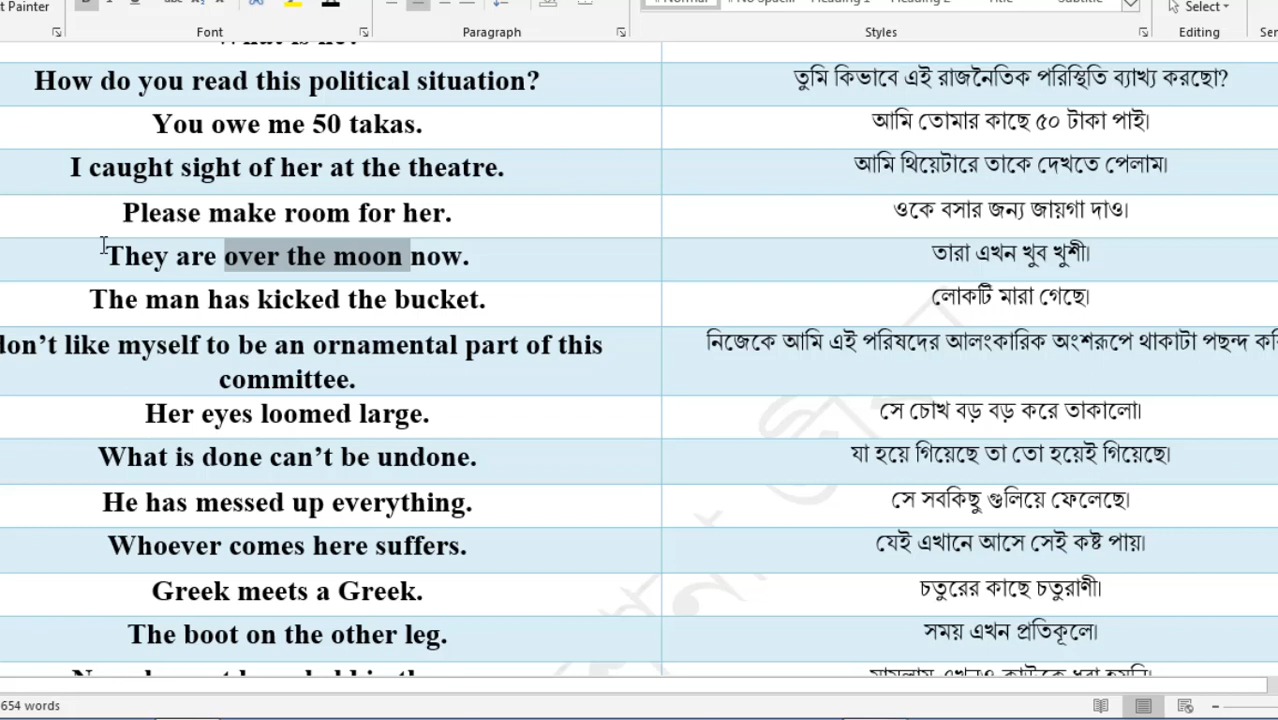 t Painter
Font
Paragraph
Styles
Select
Editing
How do you read this political situation?
তুমি কিভাবে এই রাজনৈতিক পরিস্থিতি ব্যাখ্য করছো?
You owe me 50 takas.
আমি তোমার কাছে ৫০ টাকা পাই।
I caught sight of her at the theatre.
আমি থিয়েটারে তাকে দেখতে পেলাম।
Please make room for her.
ওকে বসার জন্য জায়গা দাও।
They are over the moon now.
তারা এখন খুব খুশী।
The man has kicked the bucket.
লোকটি মারা গেছে।
don’t like myself to be an ornamental part of this
committee.
নিজেকে আমি এই পরিষদের আলংকারিক অংশরূপে থাকাটা পছন্দ
Her eyes loomed large.
সে চোখ বড় বড় করে তাকালো।
What is done can’t be undone.
যা হয়ে গিয়েছে তা তো হয়েই গিয়েছে।
He has messed up everything.
সে সবকিছু গুলিয়ে ফেলেছে।
Whoever comes here suffers.
যেই এখানে আসে সেই কষ্ট পায়।
Greek meets a Greek.
চতুরের কাছে চতুরাণী।
The boot on the other leg.
সময় এখন প্রতিকূলে।
654 words